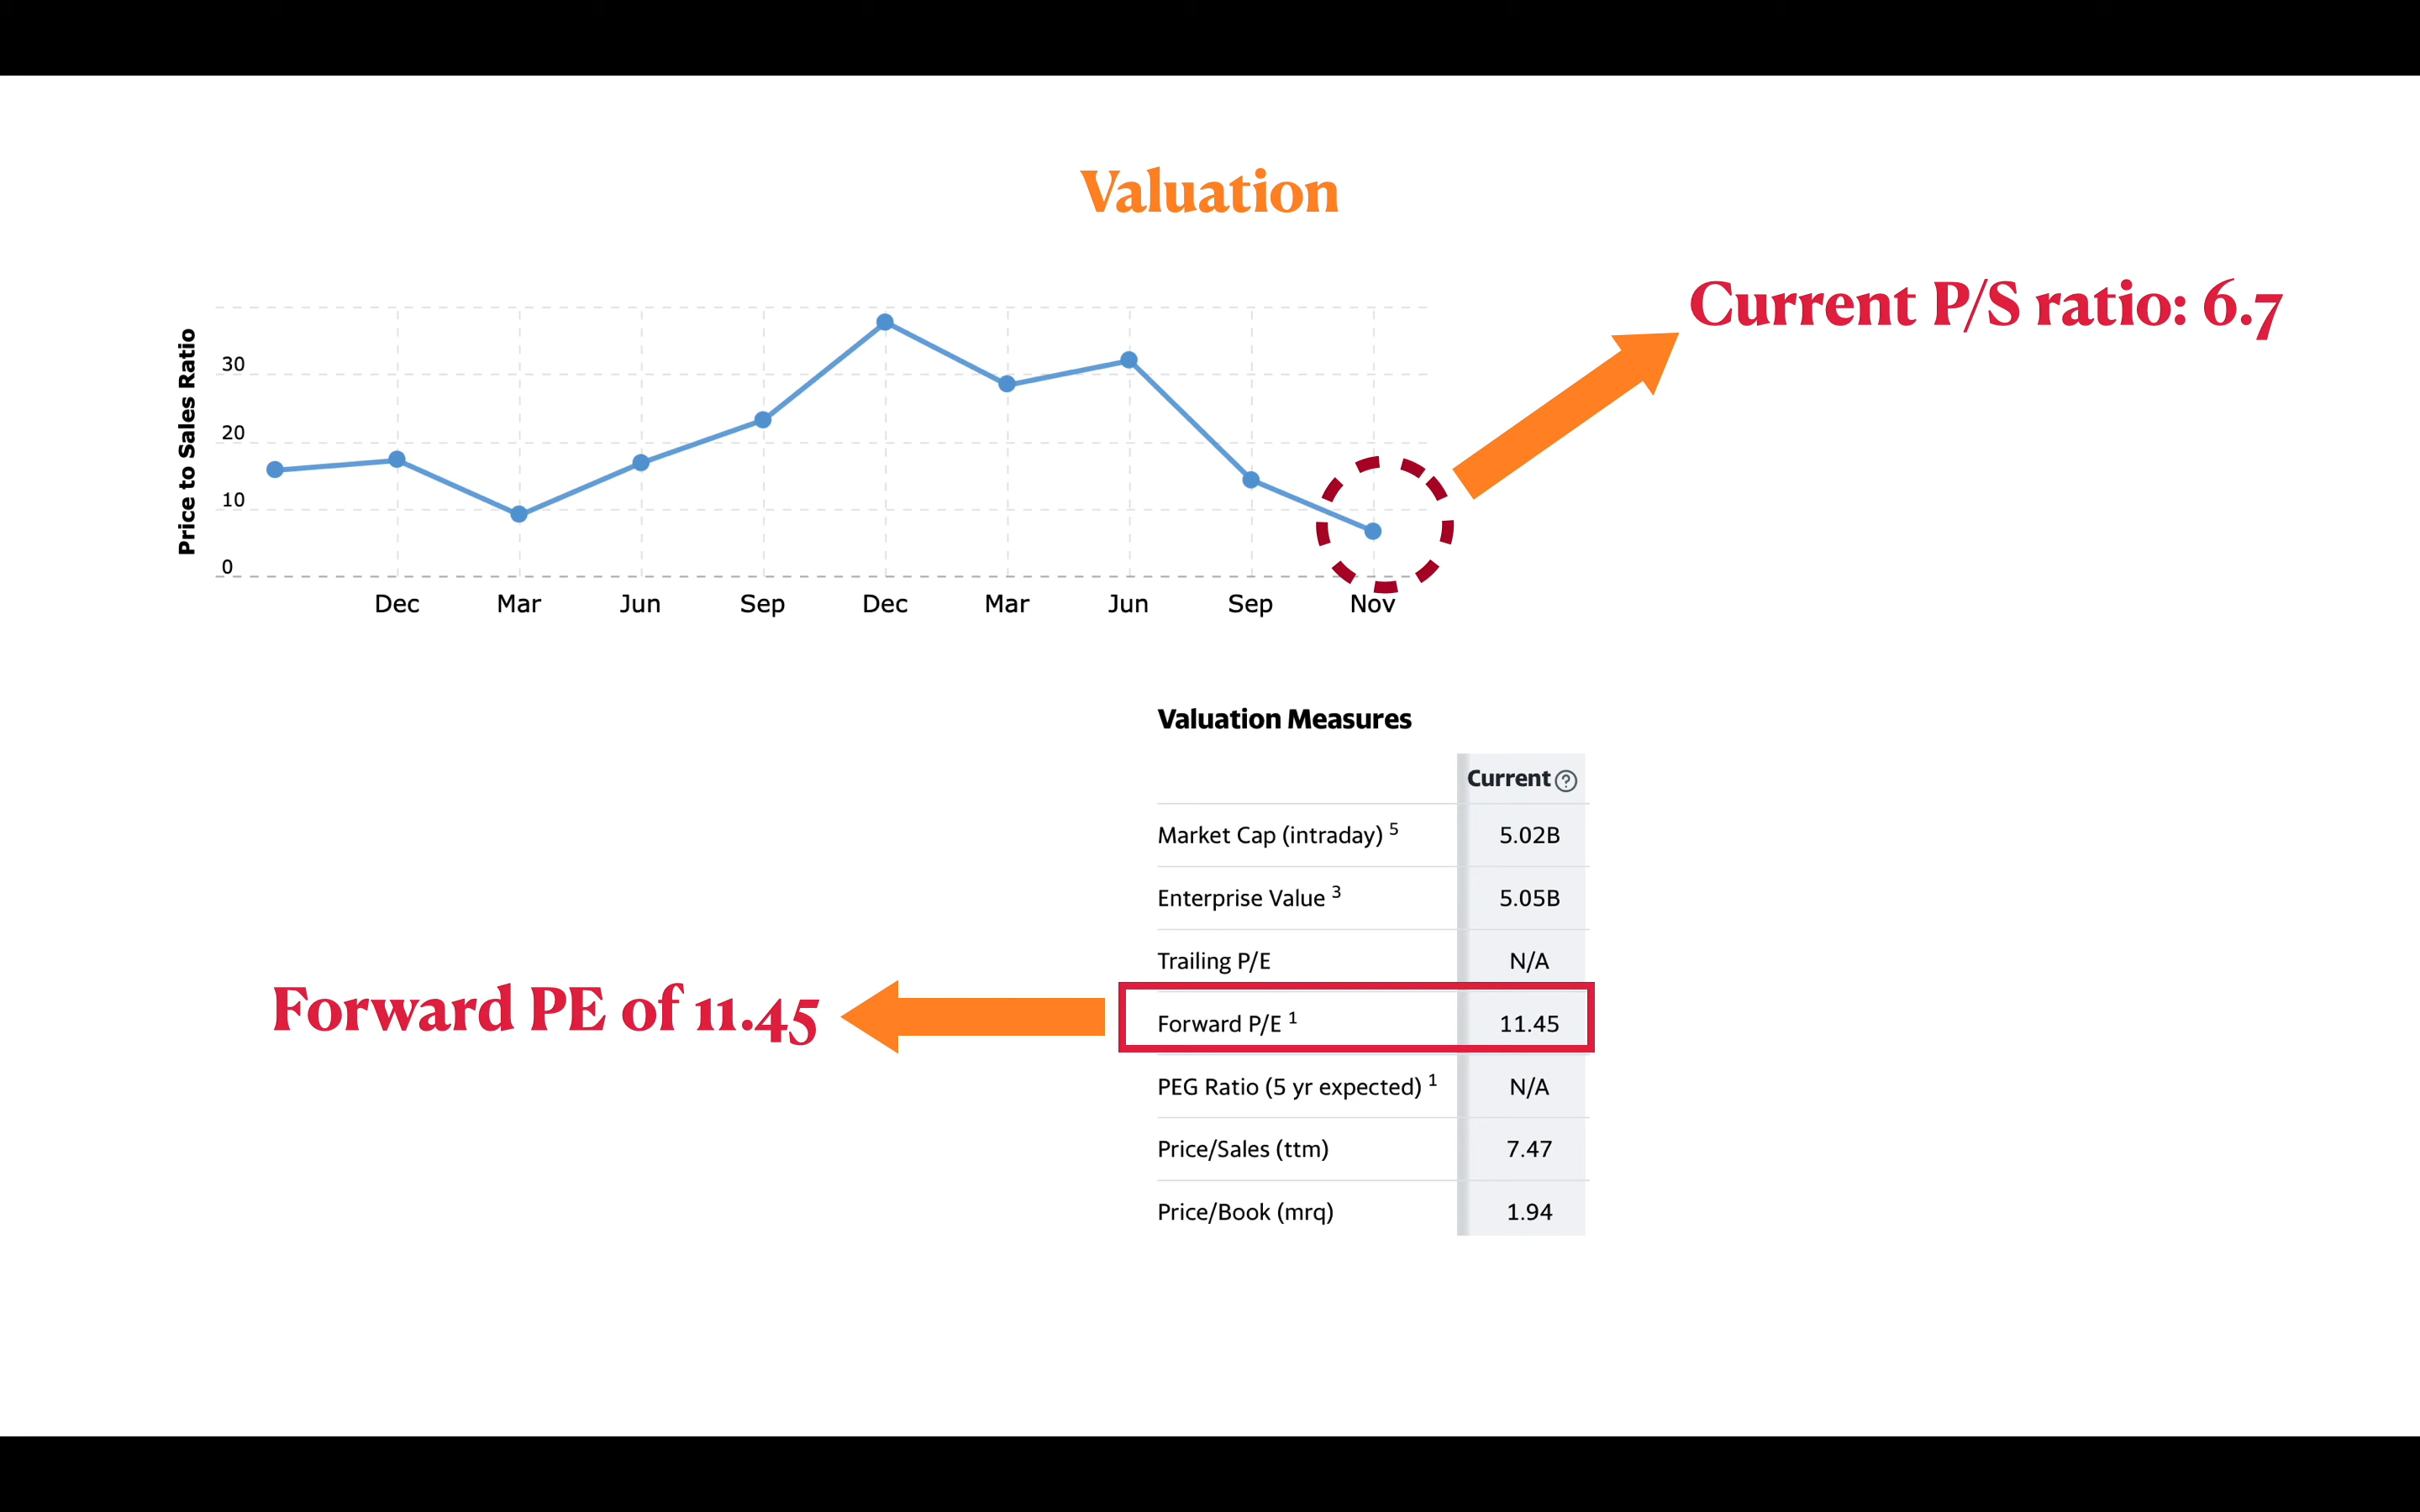 Valuation
Current P/S ratio: 6.7
Price to Sales Ratio
30
20
10
0
Dec Mar Jun Sep Dec Mar Jun Sep Nov
Valuation Measures
Current ?
Market Cap (intraday) 5 5.02B
Enterprise Value 3 5.05B
Trailing P/E N/A
Forward PE of 11.45
Forward P/E 1 11.45
PEG Ratio (5 yr expected) 1 N/A
Price/Sales (ttm) 7.47
Price/Book (mrq) 1.94